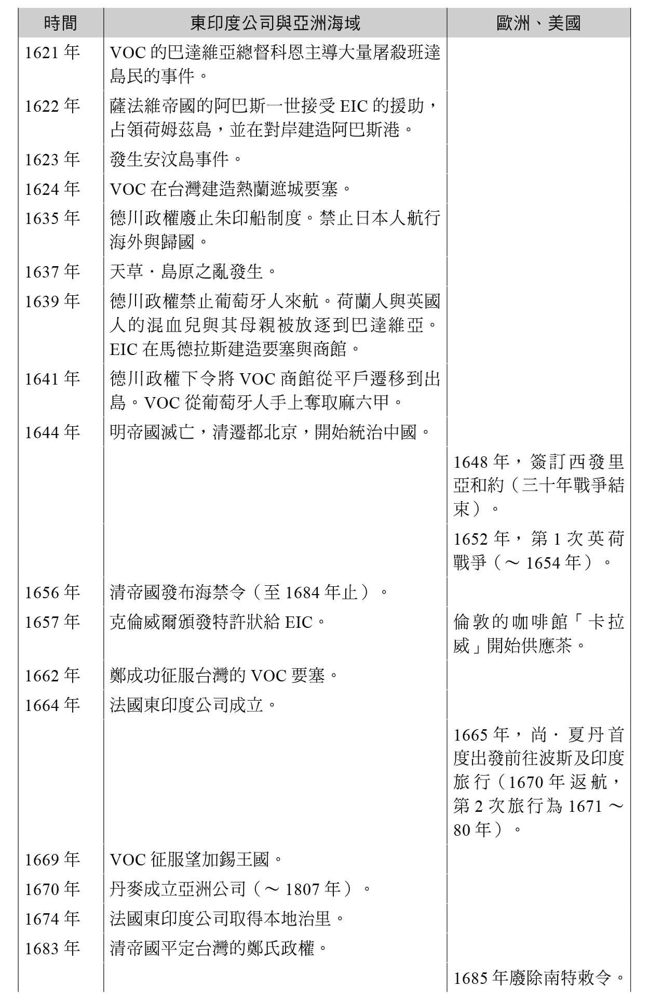 時間 東印度公司與亞洲海域 歐洲、美國
1621 年 VOC 的巴達維亞總督科恩主導大量屠殺班達
島民的事件。
1622 年 薩法維帝國的阿巴斯一世接受 EIC 的援助，
占領荷姆茲島，並在對岸建造阿巴斯港。
1623 年 發生安汶島事件。
1624 年 VOC 在台灣建造熱蘭遮城要塞。
1635 年 德川政權廢止朱印船制度。禁止日本人航行
海外與歸國。
1637 年 天草．島原之亂發生。
1639 年 德川政權禁止葡萄牙人來航。荷蘭人與英國
人的混血兒與其母親被放逐到巴達維亞。
EIC 在馬德拉斯建造要塞與商館。
1641 年 德川政權下令將 VOC 商館從平戶遷移到出
島。VOC 從葡萄牙人手上奪取麻六甲。
1644 年 明帝國滅亡，清遷都北京，開始統治中國。
1648 年，簽訂西發里
亞和約（三十年戰爭結
束）。
1652 年，第 1 次英荷
戰爭（～ 1654 年）。
1656 年 清帝國發布海禁令（至 1684 年止）。
1657 年 克倫威爾頒發特許狀給 EIC。 倫敦的咖啡館「卡拉
威」開始供應茶。
1662 年 鄭成功征服台灣的 VOC 要塞。
1664 年 法國東印度公司成立。
1665 年，尚．夏丹首
度出發前往波斯及印度
旅行（1670 年返航，
第 2 次旅行為 1671 ～
80 年）。
1669 年 VOC 征服望加錫王國。
1670 年 丹麥成立亞洲公司（～ 1807 年）。
1674 年 法國東印度公司取得本地治里。
1683 年 清帝國平定台灣的鄭氏政權。
1685 年廢除南特敕令。